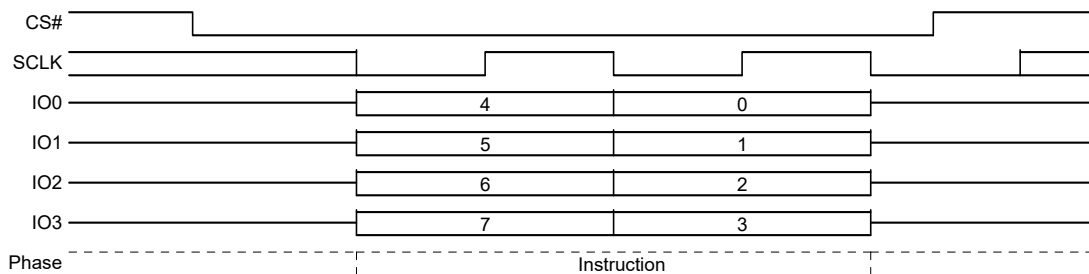 CS#
SCLK
IO0 4 0
IO1 5 1
IO2 6 2
IO3 7 3
Phase Instruction